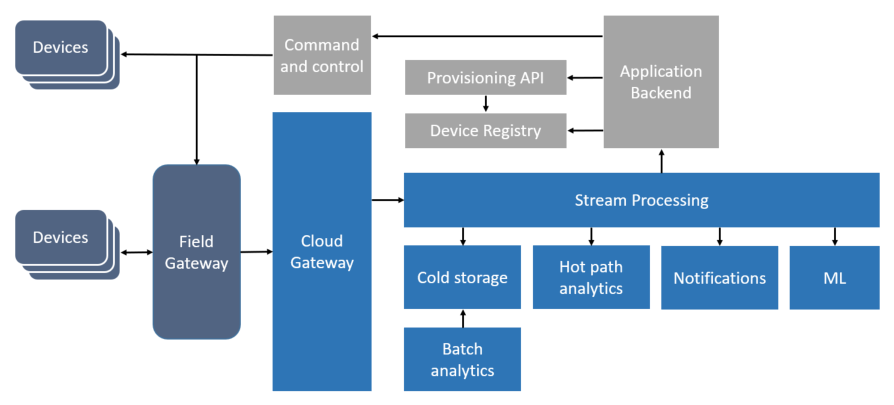 Devices
Command
and control
Provisioning API
Application
Backend
Device Registry
Stream Processing
Devices
Field
Gateway
Cloud
Gateway
Cold storage
Hot path
analytics
Notifications
ML
Batch
analytics